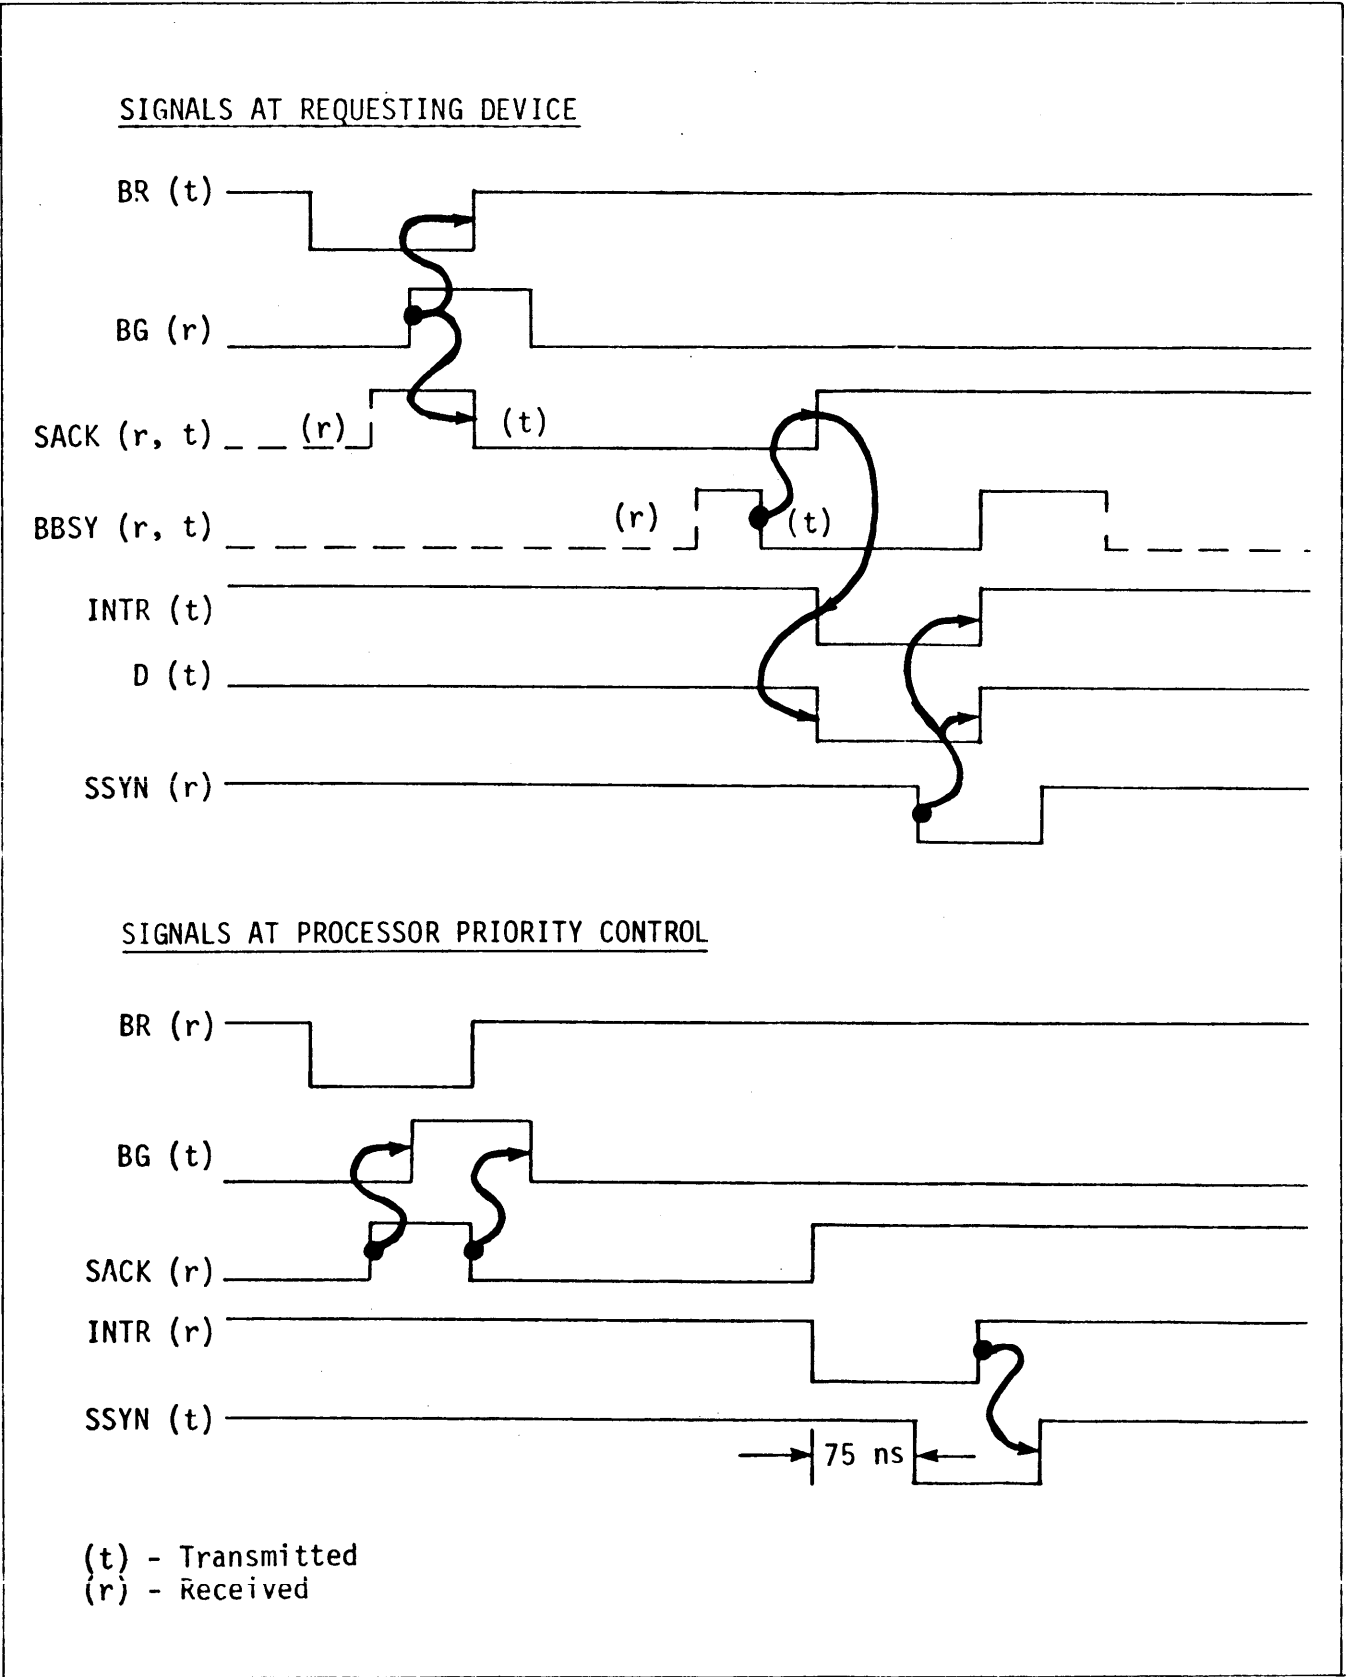 SIGNALS AT REQUESTING DEVICE
BR (t)
BG (r)
SACK (r, t)
(r)
(t)
BBSY (r, t)
(r)
(t)
INTR (t)
D (t)
SSYN (r)
SIGNALS AT PROCESSOR PRIORITY CONTROL
BR (r)
BG (t)
SACK (r)
INTR (r)
SSYN (t)
75 ns
(t) - Transmitted
(r) - Received